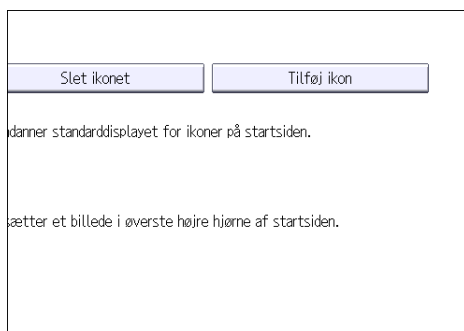 Slet ikonet
Tilføj ikon
danner standarddisplayet for ikoner på startsiden.
sætter et billede i øverste højre hjørne af startsiden.